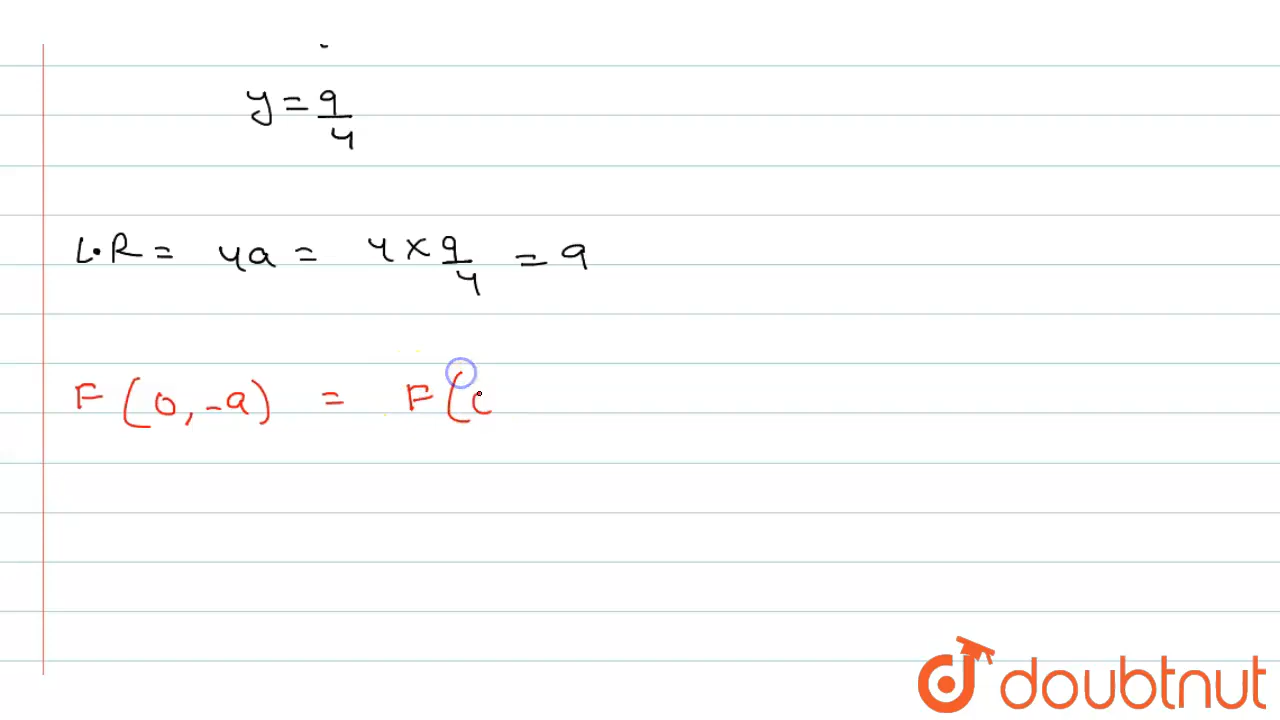 y = 9/4
L.R = 4a = 4 × 9/4 = 9
F (0, -a) = F (
doubtnut